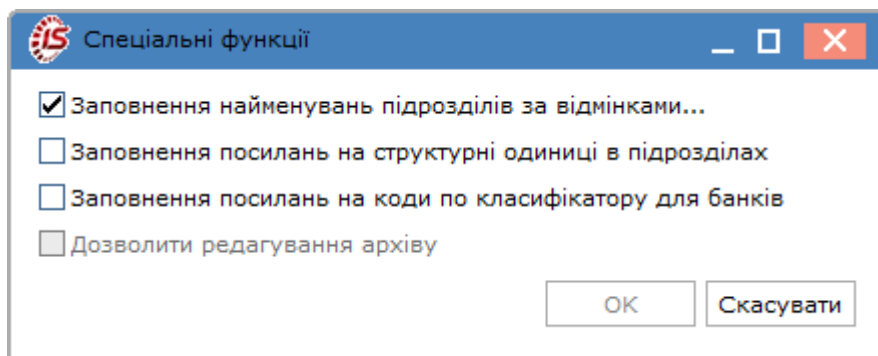 IS Спеціальні функції
Заповнення найменувань підрозділів за відмінками...
Заповнення посилань на структурні одиниці в підрозділах
Заповнення посилань на коди по класифікатору для банків
Дозволити редагування архіву
ОК Скасувати